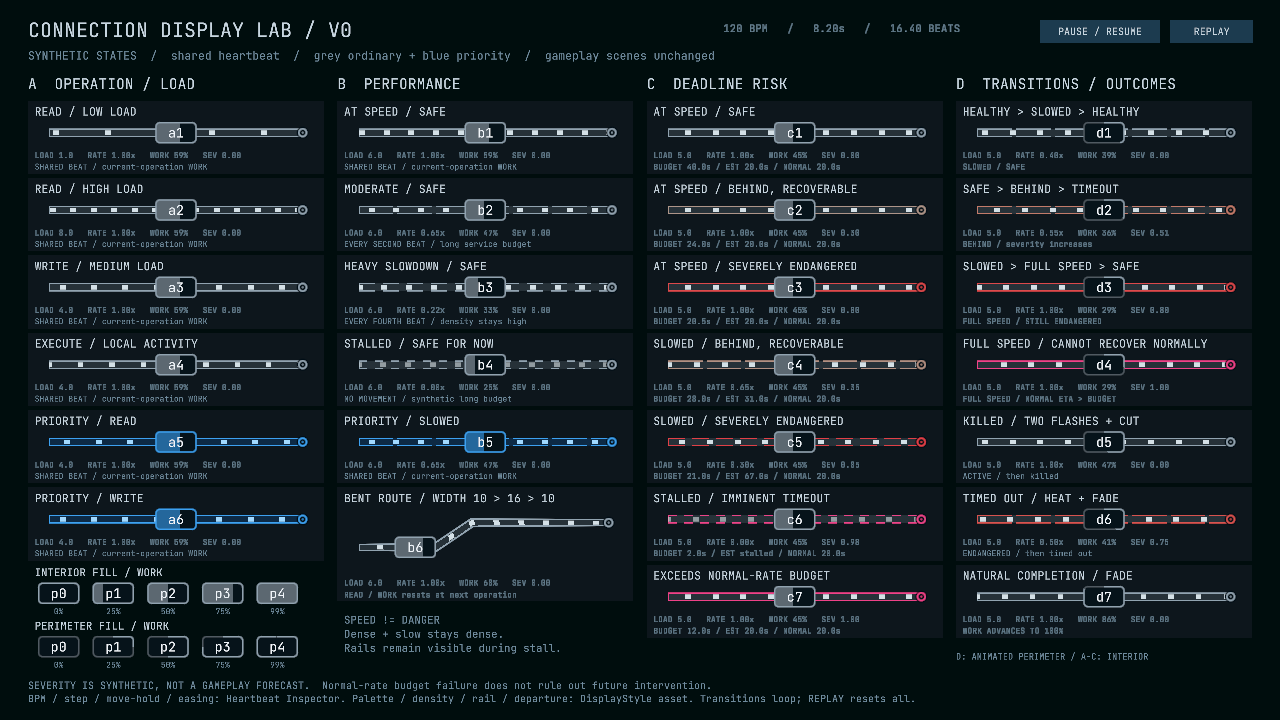 CONNECTION DISPLAY LAB / V0
120 BPM / 8.20s / 16.40 BEATS
PAUSE / RESUME
REPLAY
SYNTHETIC STATES / shared heartbeat / grey ordinary + blue priority / gameplay scenes unchanged
A OPERATION / LOAD
READ / LOW LOAD
a1
LOAD 1.0 RATE 1.00x WORK 59% SEV 0.00
SHARED BEAT / current-operation WORK
READ / HIGH LOAD
a2
LOAD 8.0 RATE 1.00x WORK 59% SEV 0.00
SHARED BEAT / current-operation WORK
WRITE / MEDIUM LOAD
a3
LOAD 4.0 RATE 1.00x WORK 59% SEV 0.00
SHARED BEAT / current-operation WORK
EXECUTE / LOCAL ACTIVITY
a4
LOAD 4.0 RATE 1.00x WORK 59% SEV 0.00
SHARED BEAT / current-operation WORK
PRIORITY / READ
a5
LOAD 4.0 RATE 1.00x WORK 59% SEV 0.00
SHARED BEAT / current-operation WORK
PRIORITY / WRITE
a6
LOAD 4.0 RATE 1.00x WORK 59% SEV 0.00
SHARED BEAT / current-operation WORK
INTERIOR FILL / WORK
p0 p1 p2 p3 p4
0% 25% 50% 75% 99%
PERIMETER FILL / WORK
p0 p1 p2 p3 p4
0% 25% 50% 75% 99%
B PERFORMANCE
AT SPEED / SAFE
b1
LOAD 6.0 RATE 1.00x WORK 59% SEV 0.00
SHARED BEAT / current-operation WORK
MODERATE / SAFE
b2
LOAD 6.0 WORK 47% SEV 0.00
EVERY SECOND BEAT / long service budget
HEAVY SLOWDOWN / SAFE
b3
LOAD 6.0 RATE 0.22x WORK 33% SEV 0.00
EVERY FOURTH BEAT / density stays high
STALLED / SAFE FOR NOW
b4
LOAD 6.0 RATE 0.00x WORK 25% SEV 0.00
NO MOVEMENT / synthetic long budget
PRIORITY / SLOWED
b5
LOAD 6.0 RATE 0.65x WORK 47% SEV 0.00
SHARED BEAT / current-operation WORK
BENT ROUTE / WIDTH 10 > 16 > 10
b6
LOAD 6.0 RATE 1.00x WORK 60% SEV 0.00
READ / WORK resets at next operation
SPEED != DANGER
Dense + slow stays dense.
Rails remain visible during stall.
C DEADLINE RISK
AT SPEED / SAFE
c1
LOAD 5.0 RATE 1.00x WORK 45% SEV 0.00
BUDGET 40.0s / EST 20.0s / NORMAL 20.0s
AT SPEED / BEHIND, RECOVERABLE
c2
LOAD 5.0 RATE 1.00x WORK 45% SEV 0.30
BUDGET 24.0s / EST 20.0s / NORMAL 20.0s
AT SPEED / SEVERELY ENDANGERED
c3
LOAD 5.0 RATE 1.00x WORK 45% SEV 0.80
BUDGET 20.5s / EST 20.0s / NORMAL 20.0s
SLOWED / BEHIND, RECOVERABLE
c4
LOAD 5.0 RATE 0.65x WORK 45% SEV 0.35
BUDGET 28.0s / EST 31.0s / NORMAL 20.0s
SLOWED / SEVERELY ENDANGERED
c5
LOAD 5.0 RATE 0.30x WORK 45% SEV 0.85
BUDGET 21.0s / EST 67.0s / NORMAL 20.0s
STALLED / IMMINENT TIMEOUT
c6
LOAD 5.0 RATE 0.00x WORK 45% SEV 0.98
BUDGET 2.0s / EST stalled / NORMAL 20.0s
EXCEEDS NORMAL-RATE BUDGET
c7
LOAD 5.0 RATE 1.00x WORK 45% SEV 1.00
BUDGET 12.0s / EST 20.0s / NORMAL 20.0s
D TRANSITIONS / OUTCOMES
HEALTHY > SLOWED > HEALTHY
d1
LOAD 5.0 RATE 0.40x WORK 39% SEV 0.00
SLOWED / SAFE
SAFE > BEHIND > TIMEOUT
d2
LOAD 5.0 RATE 0.55x WORK 36% SEV 0.51
BEHIND / severity increases
SLOWED > FULL SPEED > SAFE
d3
LOAD 5.0 RATE 1.00x WORK 29% SEV 0.80
FULL SPEED / STILL ENDANGERED
FULL SPEED / CANNOT RECOVER NORMALLY
d4
LOAD 5.0 RATE 1.00x WORK 29% SEV 1.00
FULL SPEED / NORMAL ETA > BUDGET
KILLED / TWO FLASHES + CUT
d5
LOAD 5.0 RATE 1.00x WORK 47% SEV 0.00
ACTIVE / then killed
TIMED OUT / HEAT + FADE
d6
LOAD 5.0 RATE 0.50x WORK 41% SEV 0.75
ENDANGERED / then timed out
NATURAL COMPLETION / FADE
d7
LOAD 5.0 RATE 1.00x WORK 86% SEV 0.00
WORK ADVANCES TO 100%
D: ANIMATED PERIMETER / A-C: INTERIOR
SEVERITY IS SYNTHETIC, NOT A GAMEPLAY FORECAST. Normal-rate budget failure does not rule out future intervention.
BPM / step / move-hold / easing: Heartbeat Inspector. Palette / density / rail / departure: DisplayStyle asset. Transitions loop; REPLAY resets all.